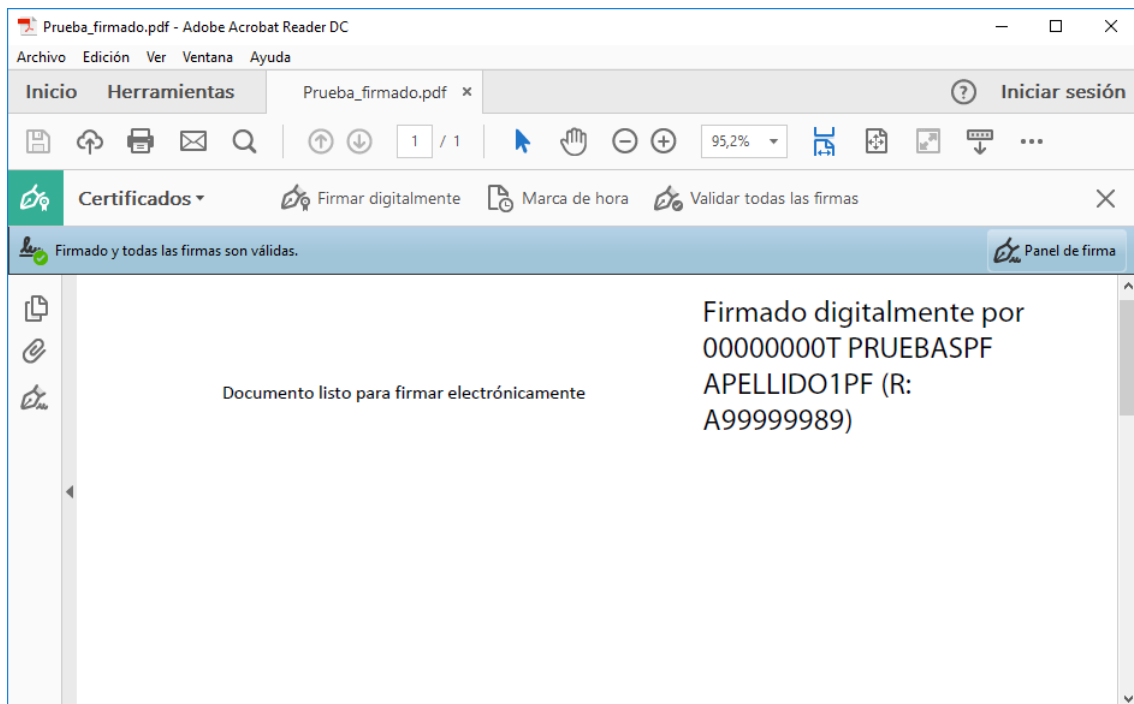 Prueba_firmado.pdf - Adobe Acrobat Reader DC
Archivo Edición Ver Ventana Ayuda
Inicio Herramientas Prueba_firmado.pdf × ? Iniciar sesión
1 / 1 95,2%
Certificados Firmar digitalmente Marca de hora Validar todas las firmas
Firmado y todas las firmas son válidas. Panel de firma
Documento listo para firmar electrónicamente
Firmado digitalmente por
00000000T PRUEBASPF
APELLIDO1PF (R:
A99999989)